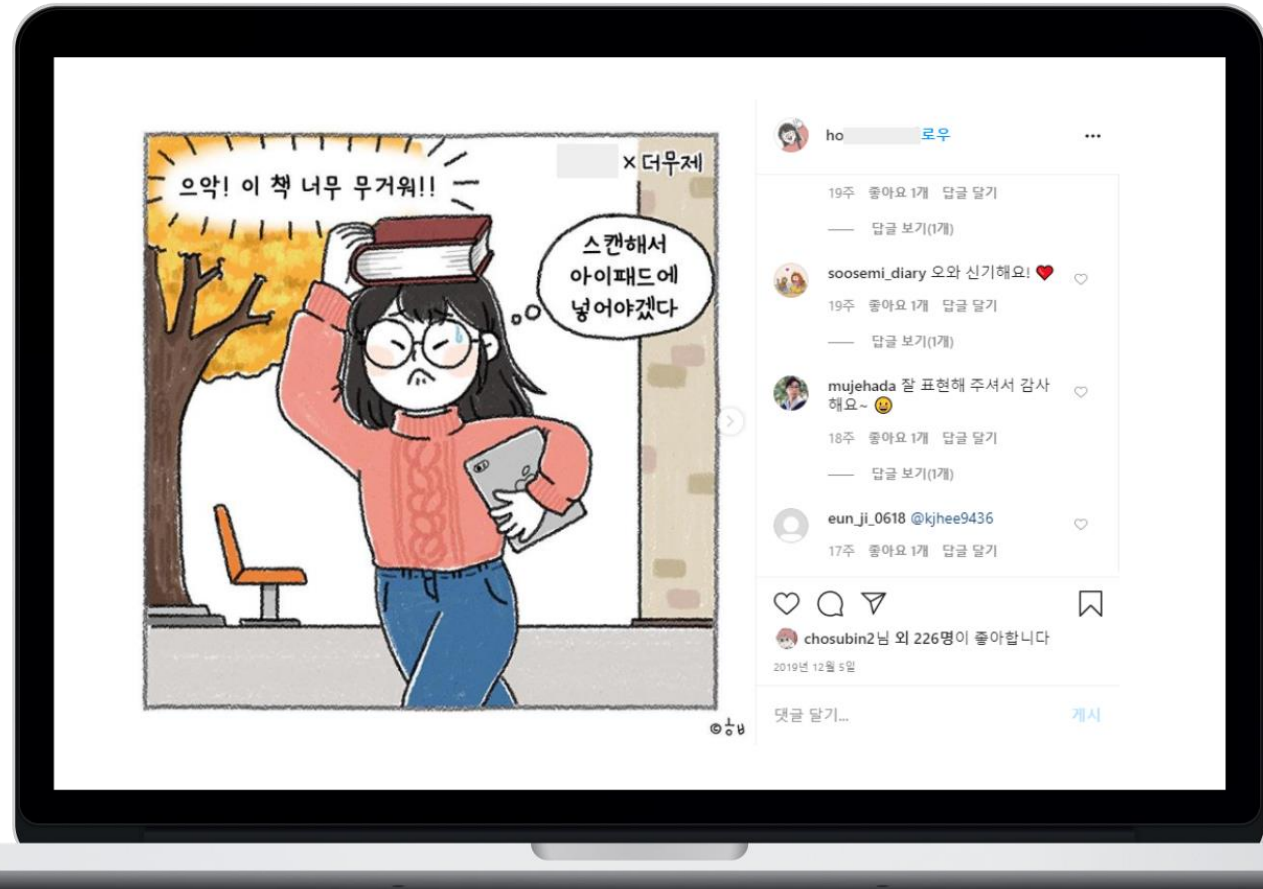 으악! 이 책 너무 무거워!!
× 더무제
스캔해서
아이패드에
넣어야겠다
©흥비
ho 로우
19주 좋아요 1개 답글 달기
답글 보기(1개)
soosemi_diary 오와 신기해요! ❤
19주 좋아요 1개 답글 달기
답글 보기(1개)
mujehada 잘 표현해 주셔서 감사
해요~ 😀
18주 좋아요 1개 답글 달기
답글 보기(1개)
eun_ji_0618 @kjhee9436
17주 좋아요 1개 답글 달기
chosubin2님 외 226명이 좋아합니다
2019년 12월 5일
댓글 달기... 게시